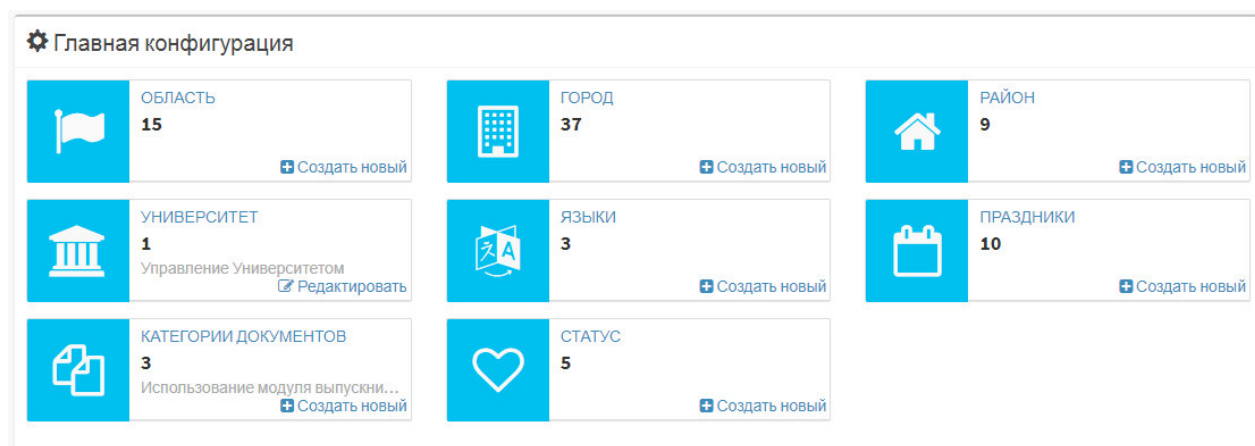 Главная конфигурация
ОБЛАСТЬ
15
Создать новый
ГОРОД
37
Создать новый
РАЙОН
9
Создать новый
УНИВЕРСИТЕТ
1
Управление Университетом
Редактировать
ЯЗЫКИ
3
Создать новый
ПРАЗДНИКИ
10
Создать новый
КАТЕГОРИИ ДОКУМЕНТОВ
3
Использование модуля выпускни...
Создать новый
СТАТУС
5
Создать новый